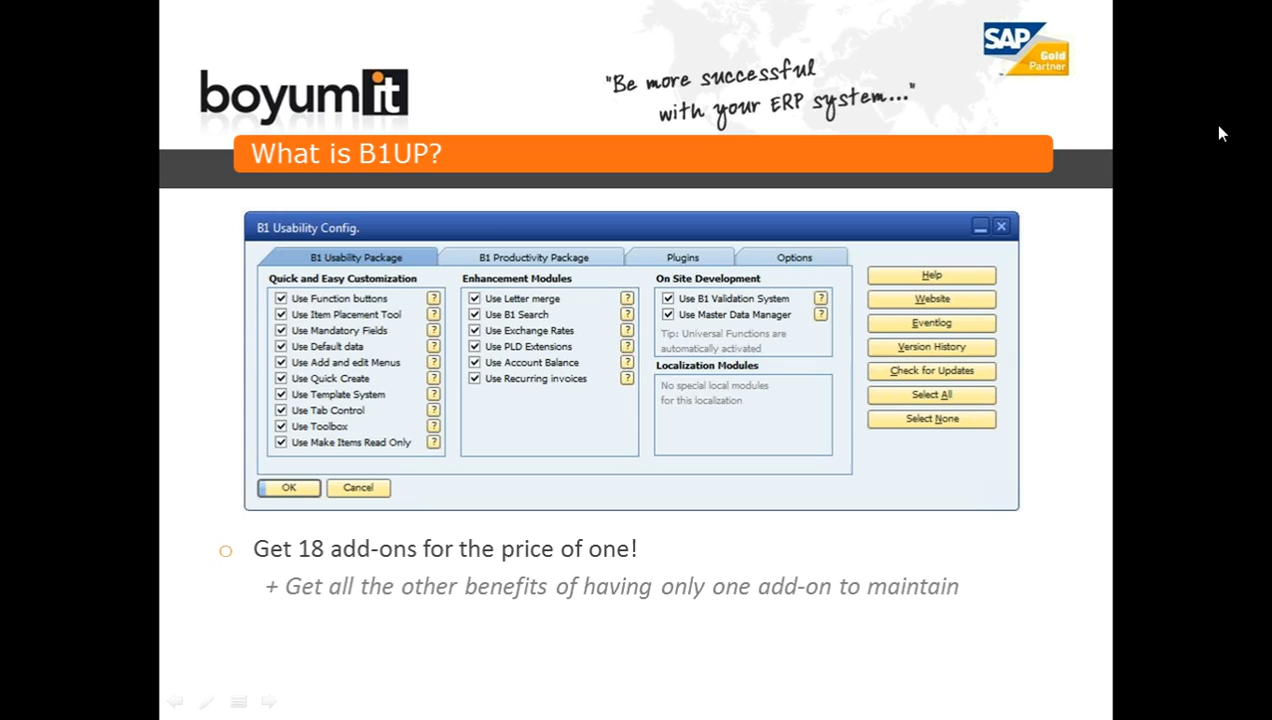 boyumit
"Be more successful
with your ERP system..."
SAP
Gold
Partner
What is B1UP?
B1 Usability Config.
B1 Usability Package
B1 Productivity Package
Plugins
Options
Quick and Easy Customization
Use Function buttons ?
Use Item Placement Tool ?
Use Mandatory Fields ?
Use Default data ?
Use Add and edit Menus ?
Use Quick Create ?
Use Template System ?
Use Tab Control ?
Use Toolbox ?
Use Make Items Read Only ?
Enhancement Modules
Use Letter merge ?
Use B1 Search ?
Use Exchange Rates ?
Use PLD Extensions ?
Use Account Balance ?
Use Recurring invoices ?
On Site Development
Use B1 Validation System ?
Use Master Data Manager ?
Tip: Universal Functions are
automatically activated
Localization Modules
No special local modules
for this localization
Help
Website
Eventlog
Version History
Check for Updates
Select All
Select None
OK
Cancel
Get 18 add-ons for the price of one!
+ Get all the other benefits of having only one add-on to maintain